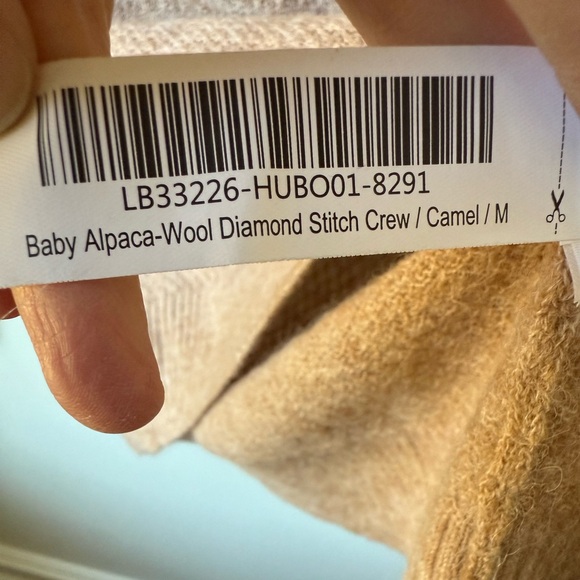 LB33226-HUBO01-8291
Baby Alpaca-Wool Diamond Stitch Crew / Camel / M